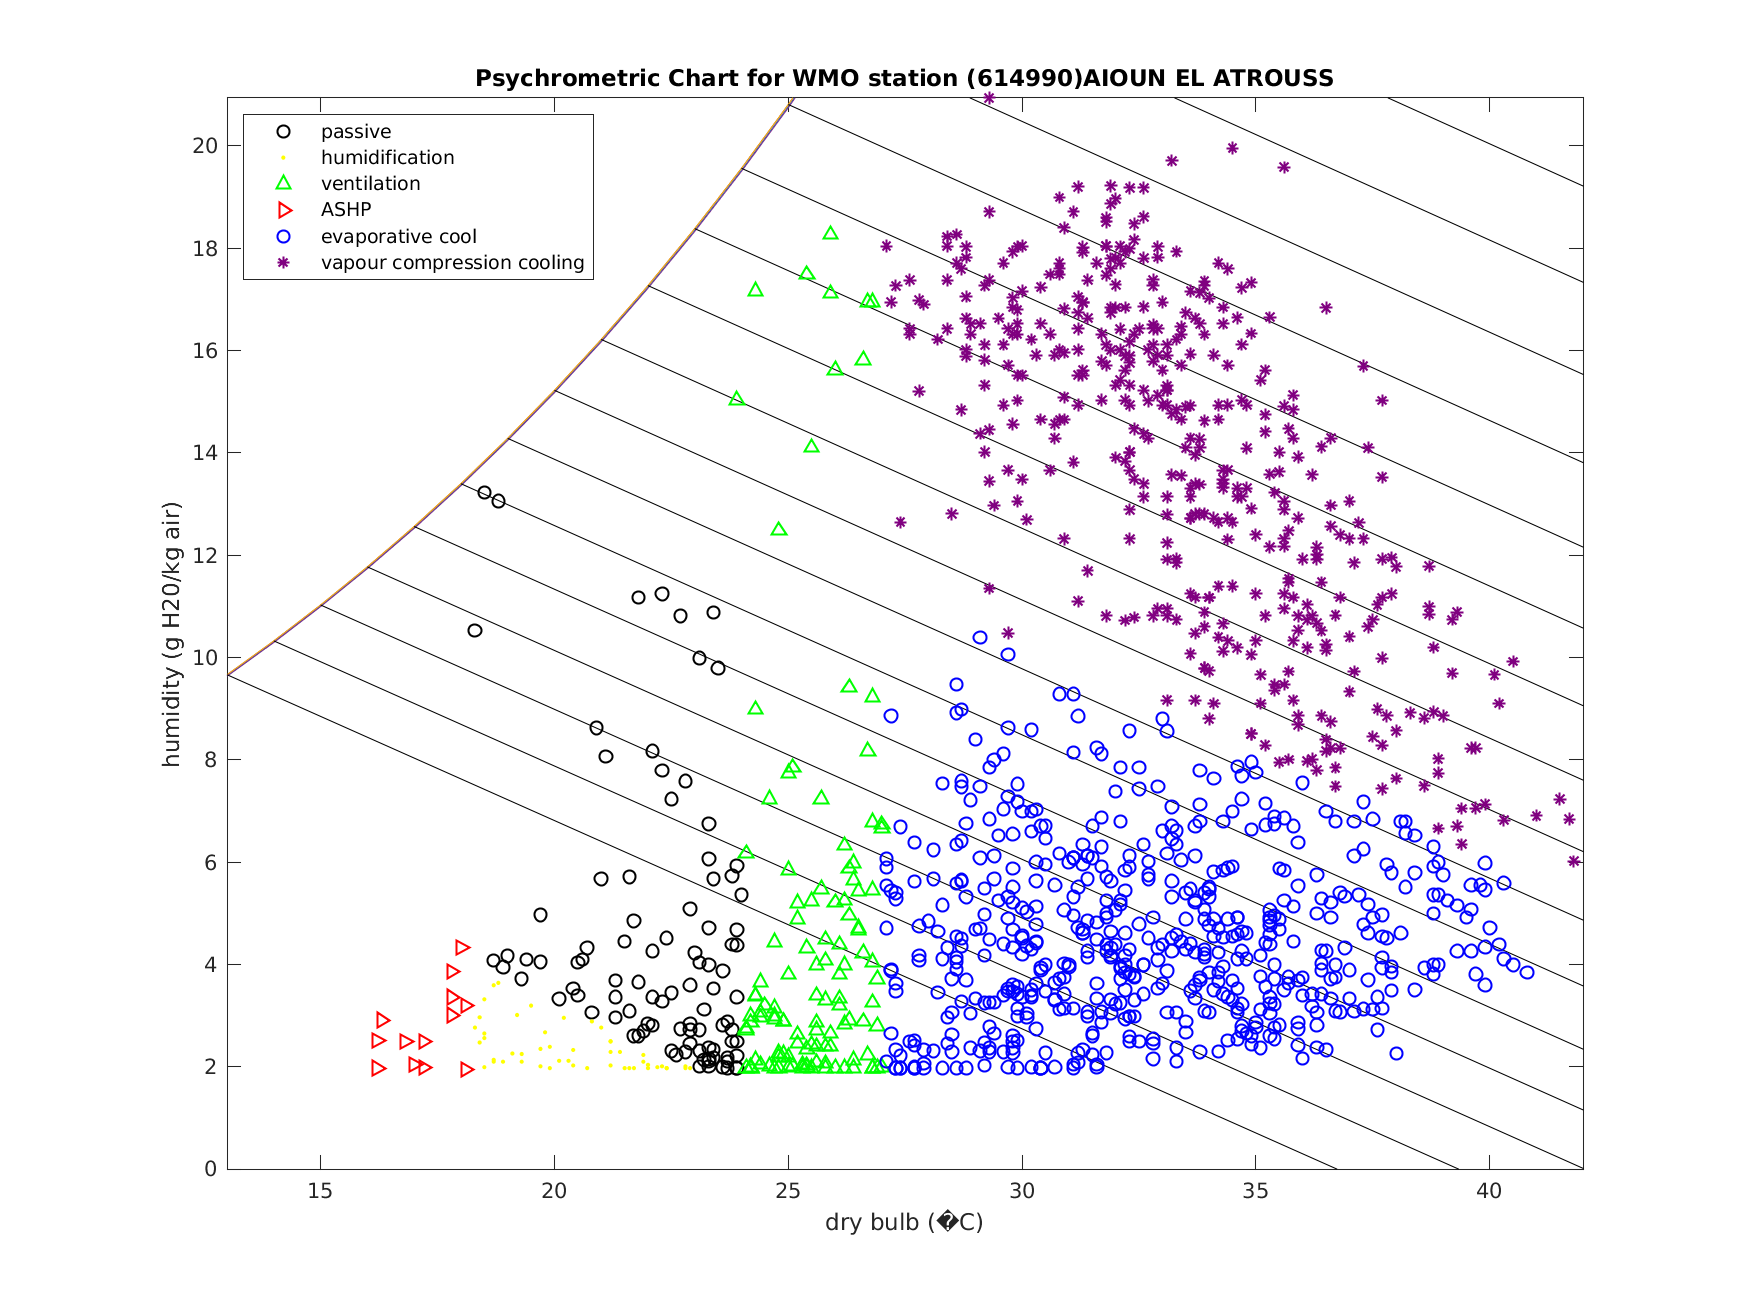 Psychrometric Chart for WMO station (614990)AIOUN EL ATROUSS
passive
humidification
ventilation
ASHP
evaporative cool
vapour compression cooling
20
18
16
14
12
10
8
6
4
2
0
humidity (g H20/kg air)
15 20 25 30 35 40
dry bulb (�C)